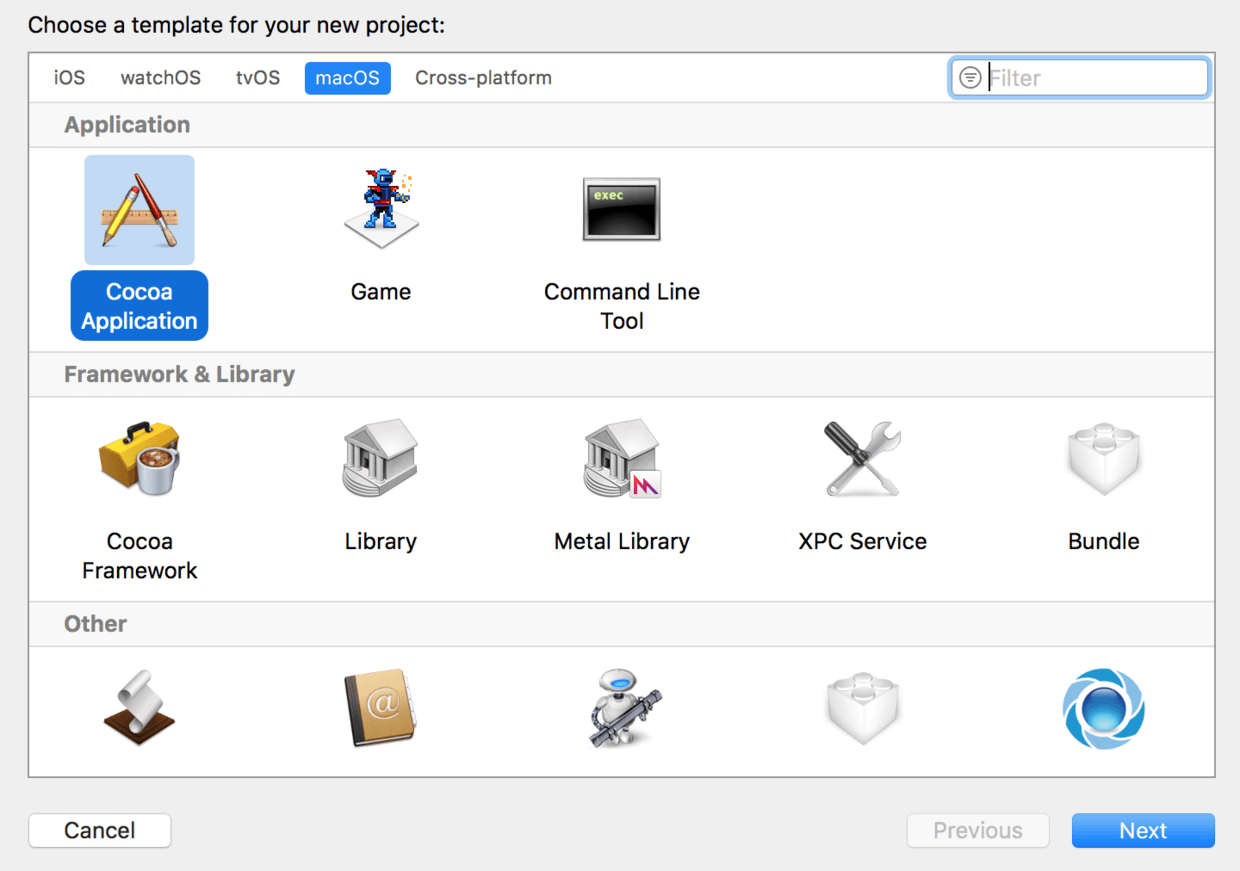 Choose a template for your new project:
iOS watchOS tvOS macOS Cross-platform Filter
Application
exec
Cocoa Application
Game
Command Line Tool
Framework & Library
Cocoa Framework
Library
Metal Library
XPC Service
Bundle
Other
@
Cancel Previous Next